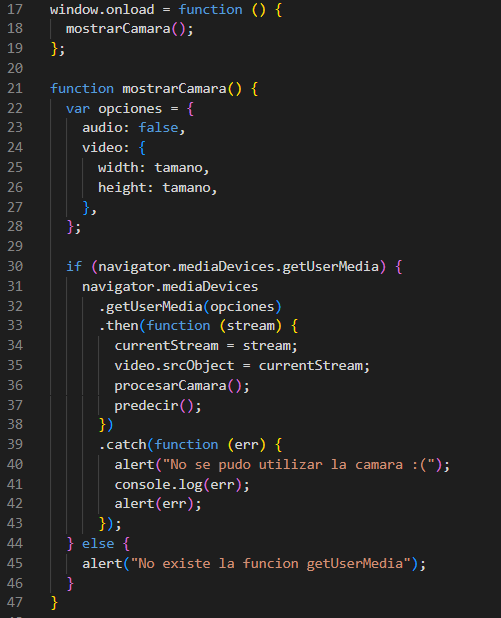 17 window.onload = function () {
18   mostrarCamara();
19 };
20
21 function mostrarCamara() {
22   var opciones = {
23     audio: false,
24     video: {
25       width: tamano,
26       height: tamano,
27     },
28   };
29
30   if (navigator.mediaDevices.getUserMedia) {
31     navigator.mediaDevices
32       .getUserMedia(opciones)
33       .then(function (stream) {
34         currentStream = stream;
35         video.srcObject = currentStream;
36         procesarCamara();
37         predecir();
38       })
39       .catch(function (err) {
40         alert("No se pudo utilizar la camara :(");
41         console.log(err);
42         alert(err);
43       });
44   } else {
45     alert("No existe la funcion getUserMedia");
46   }
47 }